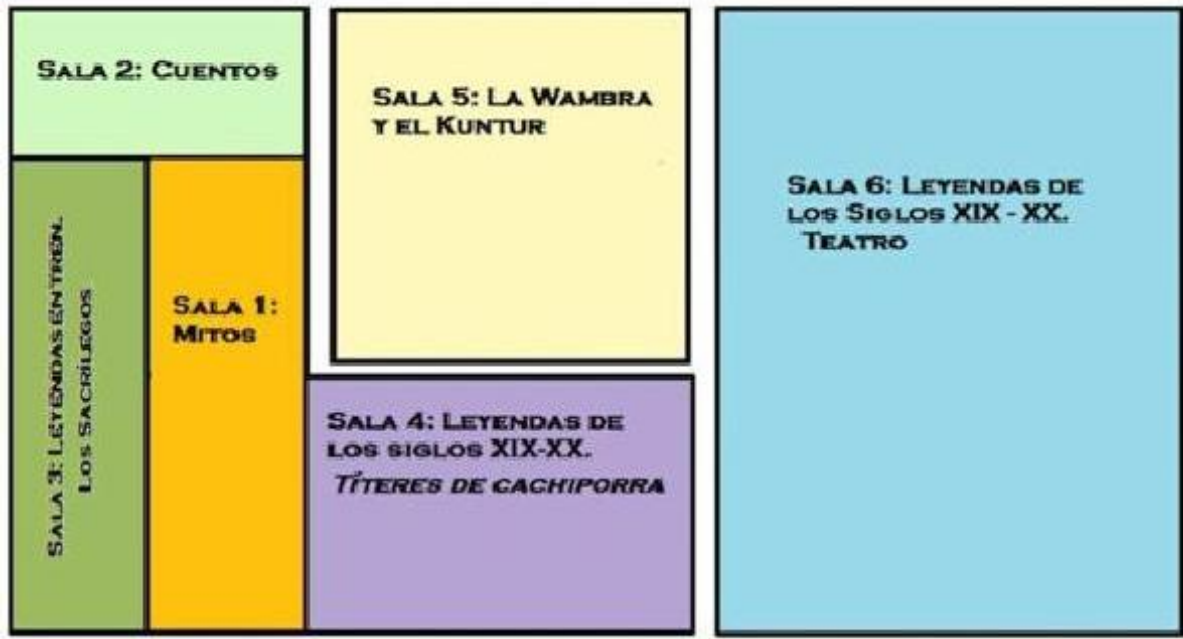 SALA 2: CUENTOS
SALA 5: LA WAMBRA
Y EL KUNTUR
SALA 6: LEYENDAS DE
LOS SIGLOS XIX - XX.
TEATRO
SALA 3: LEYENDAS EN TREN.
LOS SACRÍLEGOS
SALA 1:
MITOS
SALA 4: LEYENDAS DE
LOS SIGLOS XIX-XX.
TÍTERES DE CACHIPORRA